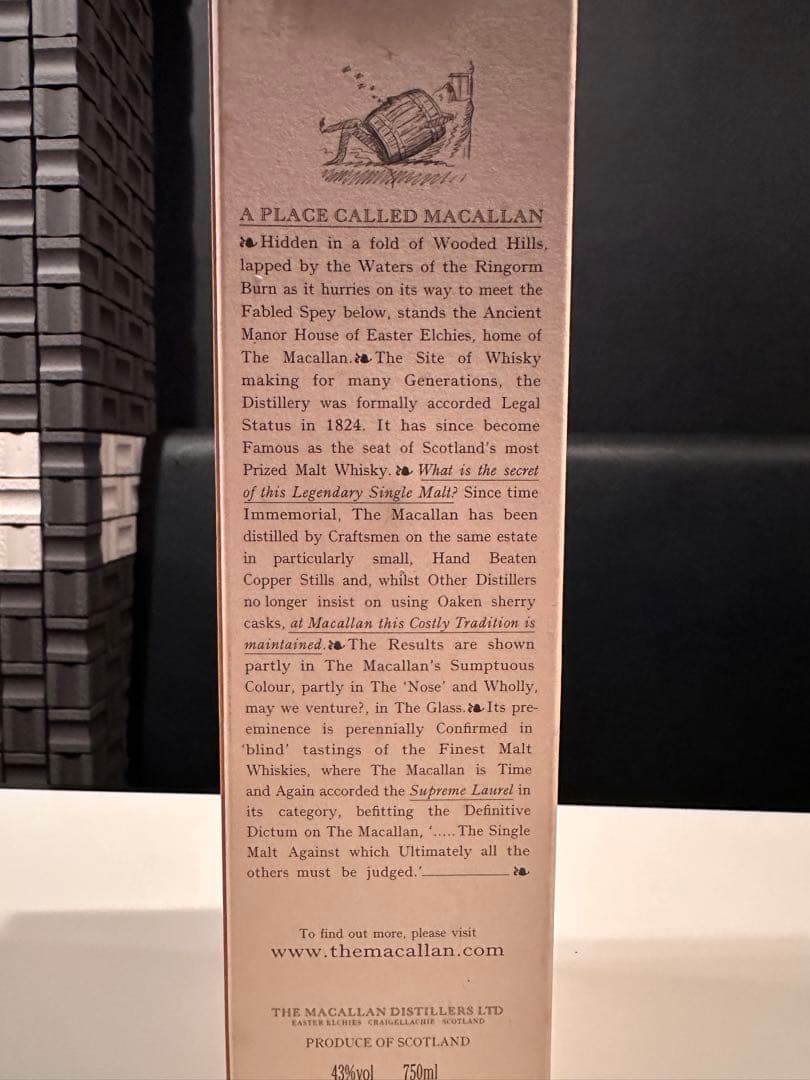 A PLACE CALLED MACALLAN
Hidden in a fold of Wooded Hills,
lapped by the Waters of the Ringorm
Burn as it hurries on its way to meet the
Fabled Spey below, stands the Ancient
Manor House of Easter Elchies, home of
The Macallan. The Site of Whisky
making for many Generations, the
Distillery was formally accorded Legal
Status in 1824. It has since become
Famous as the seat of Scotland's most
Prized Malt Whisky. What is the secret
of this Legendary Single Malt? Since time
Immemorial, The Macallan has been
distilled by Craftsmen on the same estate
in particularly small, Hand Beaten
Copper Stills and, whilst Other Distillers
no longer insist on using Oaken sherry
casks, at Macallan this Costly Tradition is
maintained. The Results are shown
partly in The Macallan's Sumptuous
Colour, partly in The 'Nose' and Wholly,
may we venture?, in The Glass. Its pre-
eminence is perennially Confirmed in
'blind' tastings of the Finest Malt
Whiskies, where The Macallan is Time
and Again accorded the Supreme Laurel in
its category, befitting the Definitive
Dictum on The Macallan, '.....The Single
Malt Against which Ultimately all the
others must be judged.'
To find out more, please visit
www.themacallan.com
THE MACALLAN DISTILLERS LTD
EASTER ELCHIES CRAIGELLACHIE SCOTLAND
PRODUCE OF SCOTLAND
43%vol 750ml